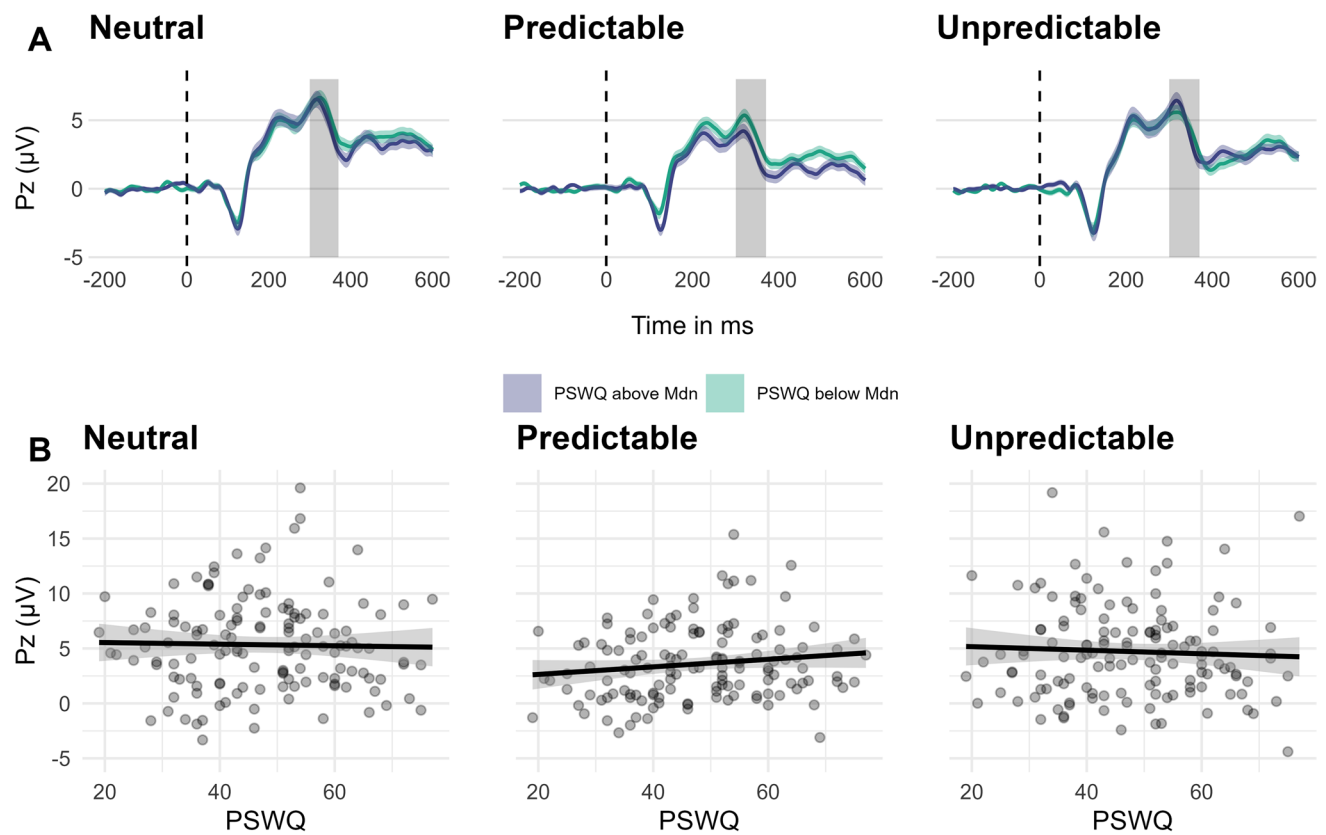 A
Neutral Predictable Unpredictable
Pz (µV)
5
0
-5
-200 0 200 400 600 -200 0 200 400 600 -200 0 200 400 600
Time in ms
PSWQ above Mdn PSWQ below Mdn
B
Neutral Predictable Unpredictable
Pz (µV)
20
15
10
5
0
-5
20 40 60 20 40 60 20 40 60
PSWQ PSWQ PSWQ